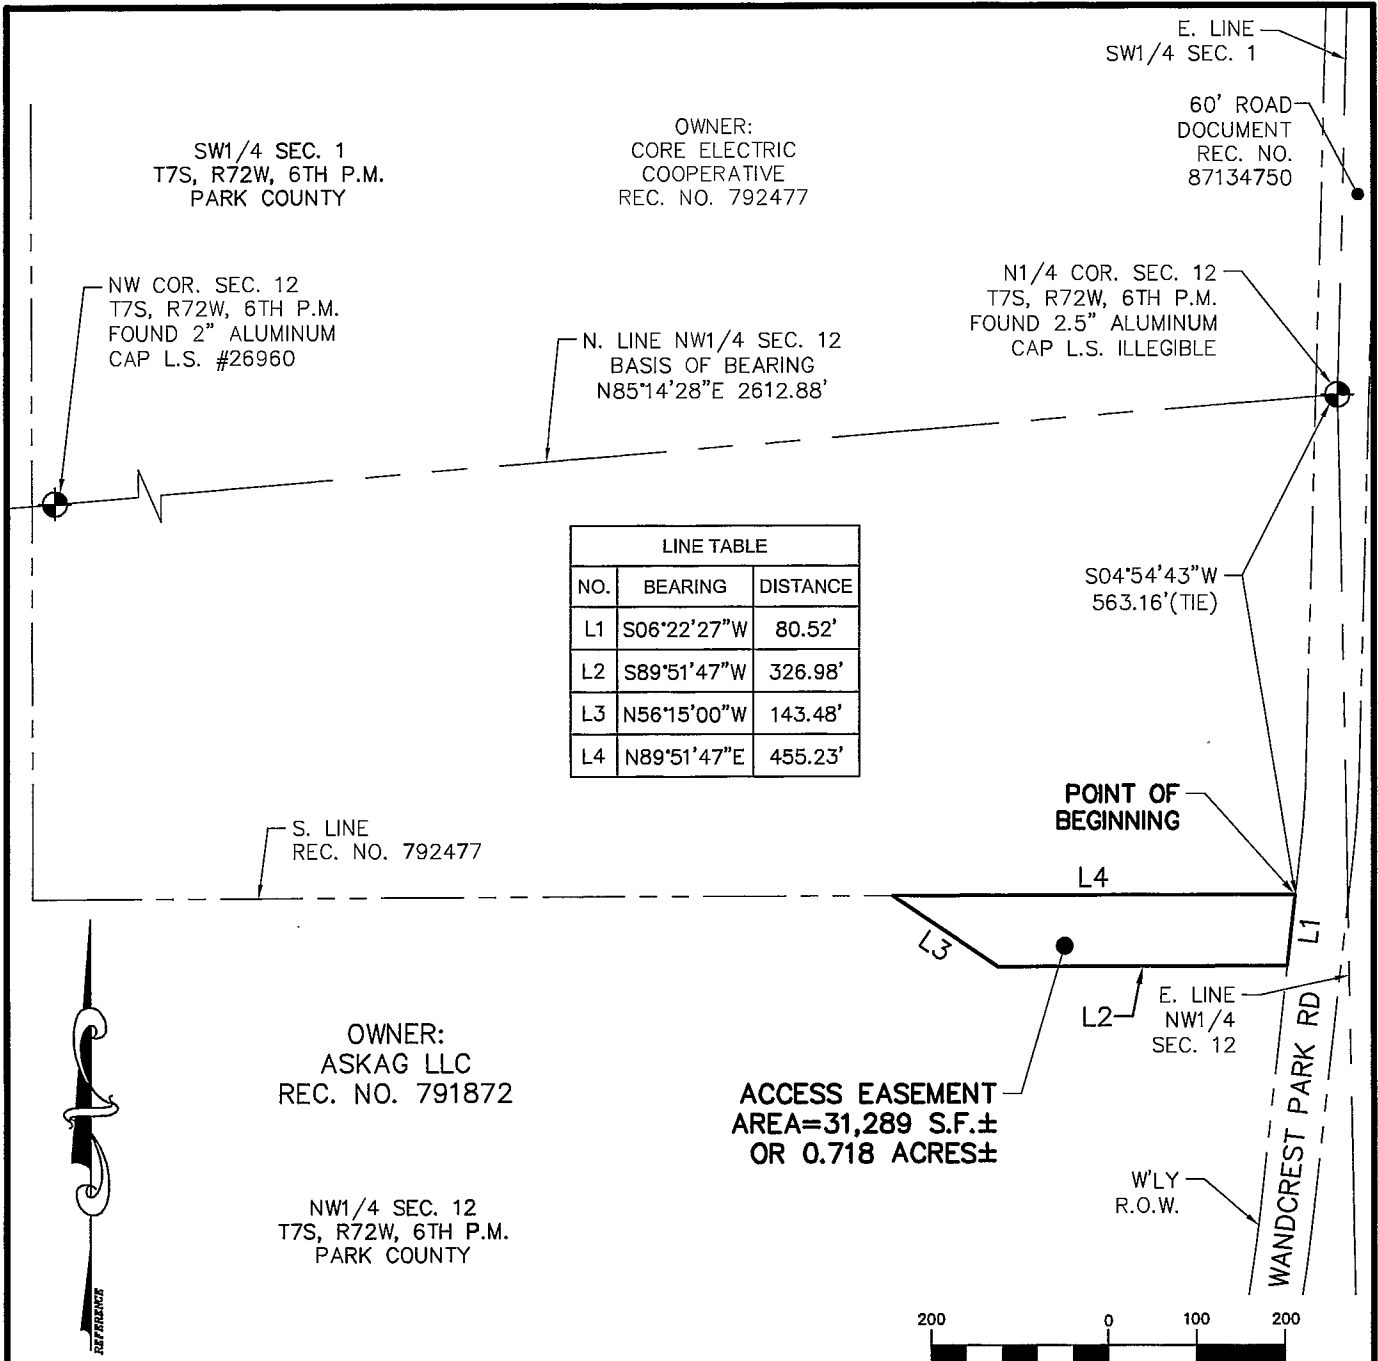 E. LINE
SW1/4 SEC. 1
60' ROAD
DOCUMENT
REC. NO.
87134750
SW1/4 SEC. 1
T7S, R72W, 6TH P.M.
PARK COUNTY
OWNER:
CORE ELECTRIC
COOPERATIVE
REC. NO. 792477
NW COR. SEC. 12
T7S, R72W, 6TH P.M.
FOUND 2" ALUMINUM
CAP L.S. #26960
N. LINE NW1/4 SEC. 12
BASIS OF BEARING
N85°14'28"E 2612.88'
N1/4 COR. SEC. 12
T7S, R72W, 6TH P.M.
FOUND 2.5" ALUMINUM
CAP L.S. ILLEGIBLE
LINE TABLE
NO. BEARING DISTANCE
L1 S06°22'27"W 80.52'
L2 S89°51'47"W 326.98'
L3 N56°15'00"W 143.48'
L4 N89°51'47"E 455.23'
S04°54'43"W
563.16'(TIE)
POINT OF
BEGINNING
S. LINE
REC. NO. 792477
L4
L3
L1
L2
E. LINE
NW1/4
SEC. 12
OWNER:
ASKAG LLC
REC. NO. 791872
ACCESS EASEMENT
AREA=31,289 S.F.±
OR 0.718 ACRES±
NW1/4 SEC. 12
T7S, R72W, 6TH P.M.
PARK COUNTY
W'LY
R.O.W.
WANDCREST PARK RD
REFERENCE
200 0 100 200